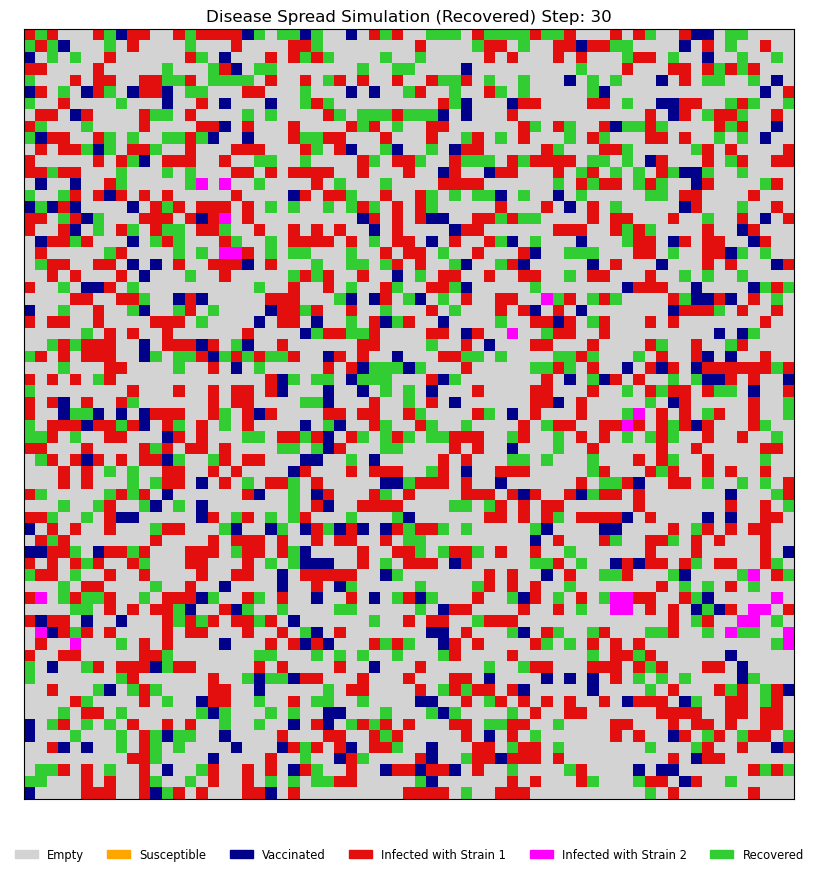 Disease Spread Simulation (Recovered) Step: 30
Empty Susceptible Vaccinated Infected with Strain 1 Infected with Strain 2 Recovered